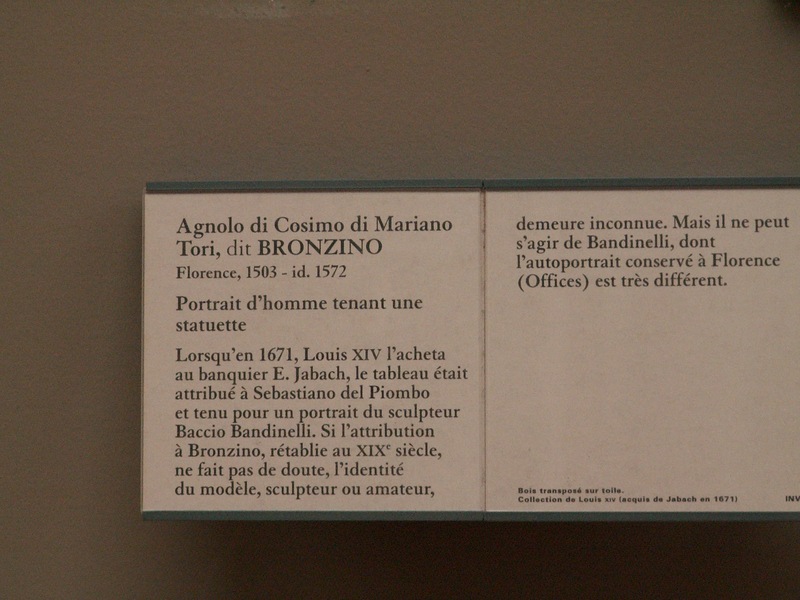 Agnolo di Cosimo di Mariano
Tori, dit BRONZINO
Florence, 1503 - id. 1572
Portrait d'homme tenant une
statuette
Lorsqu'en 1671, Louis XIV l'acheta
au banquier E. Jabach, le tableau était
attribué à Sebastiano del Piombo
et tenu pour un portrait du sculpteur
Baccio Bandinelli. Si l'attribution
à Bronzino, rétablie au XIXe siècle,
ne fait pas de doute, l'identité
du modèle, sculpteur ou amateur,
demeure inconnue. Mais il ne peut
s'agir de Bandinelli, dont
l'autoportrait conservé à Florence
(Offices) est très différent.
Bois transposé sur toile.
Collection de Louis XIV (acquis de Jabach en 1671)
INV